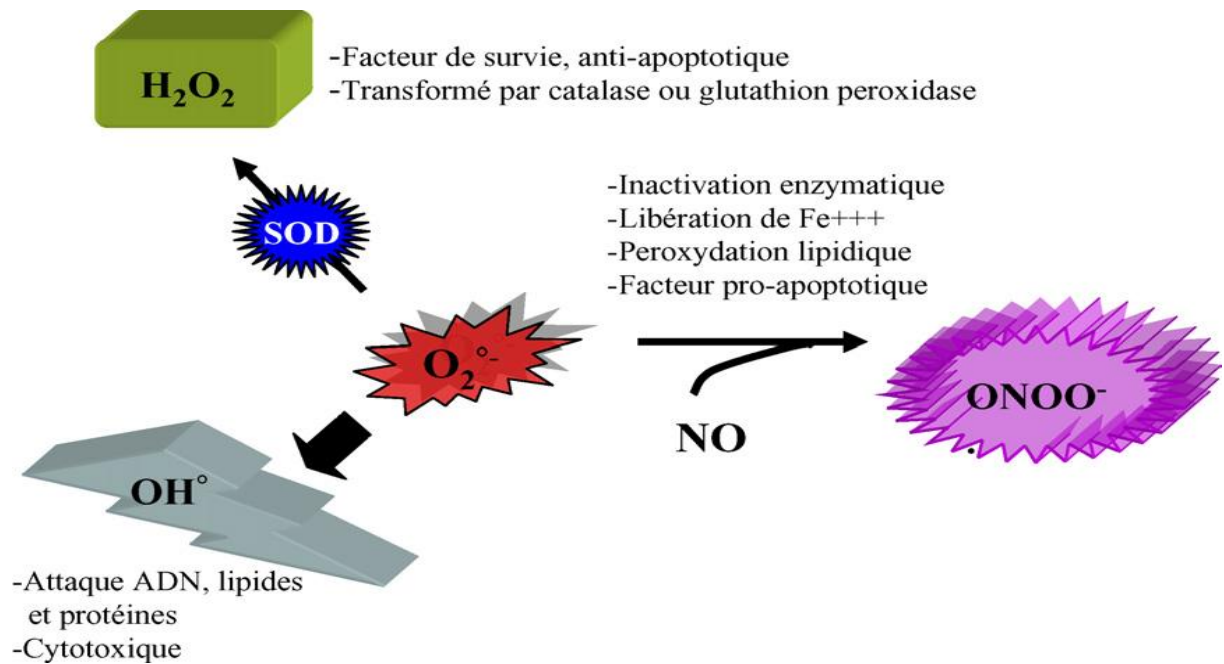 H₂O₂
-Facteur de survie, anti-apoptotique
-Transformé par catalase ou glutathion peroxidase
SOD
-Inactivation enzymatique
-Libération de Fe+++
-Peroxydation lipidique
-Facteur pro-apoptotique
O₂°-
NO
ONOO-
OH°
-Attaque ADN, lipides
et protéines
-Cytotoxique